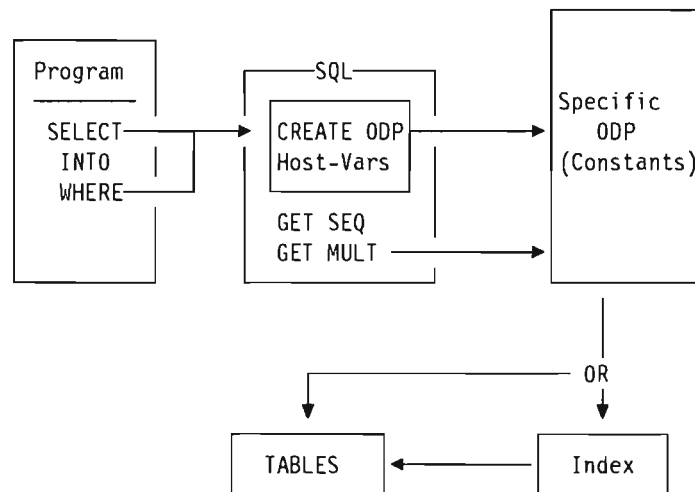 Program
SELECT
INTO
WHERE
SQL
CREATE ODP
Host-Vars
GET SEQ
GET MULT
Specific
ODP
(Constants)
OR
TABLES
Index